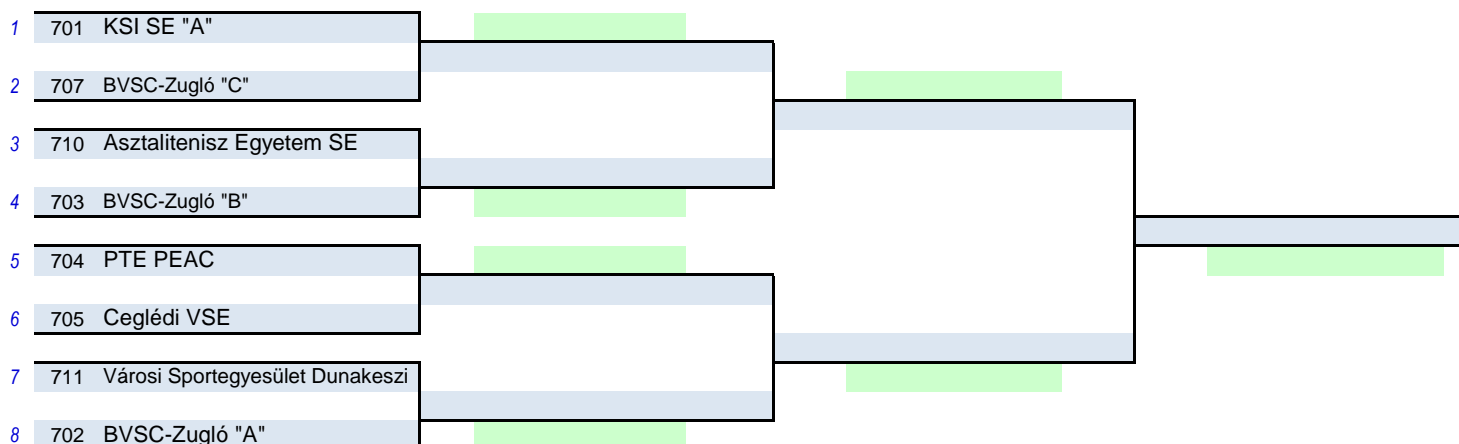 1 701 KSI SE "A"
2 707 BVSC-Zugló "C"
3 710 Asztalitenisz Egyetem SE
4 703 BVSC-Zugló "B"
5 704 PTE PEAC
6 705 Ceglédi VSE
7 711 Városi Sportegyesület Dunakeszi
8 702 BVSC-Zugló "A"